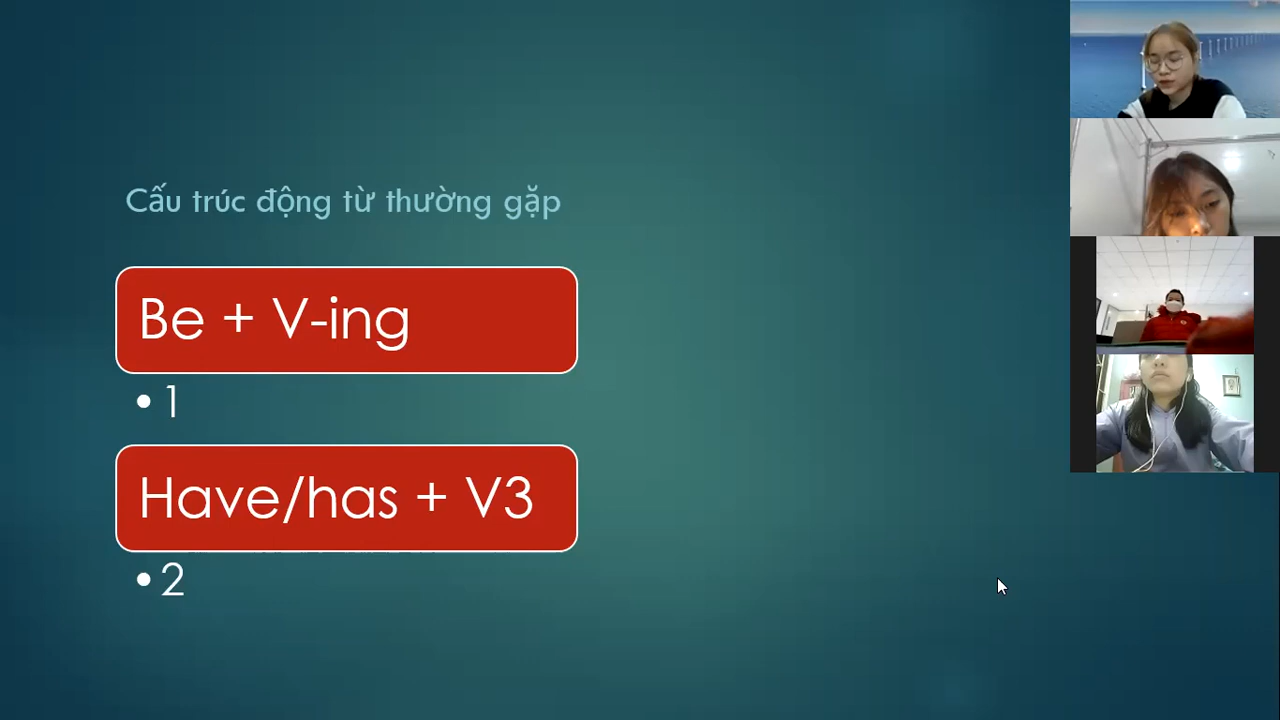 Cấu trúc động từ thường gặp
Be + V-ing
• 1
Have/has + V3
• 2